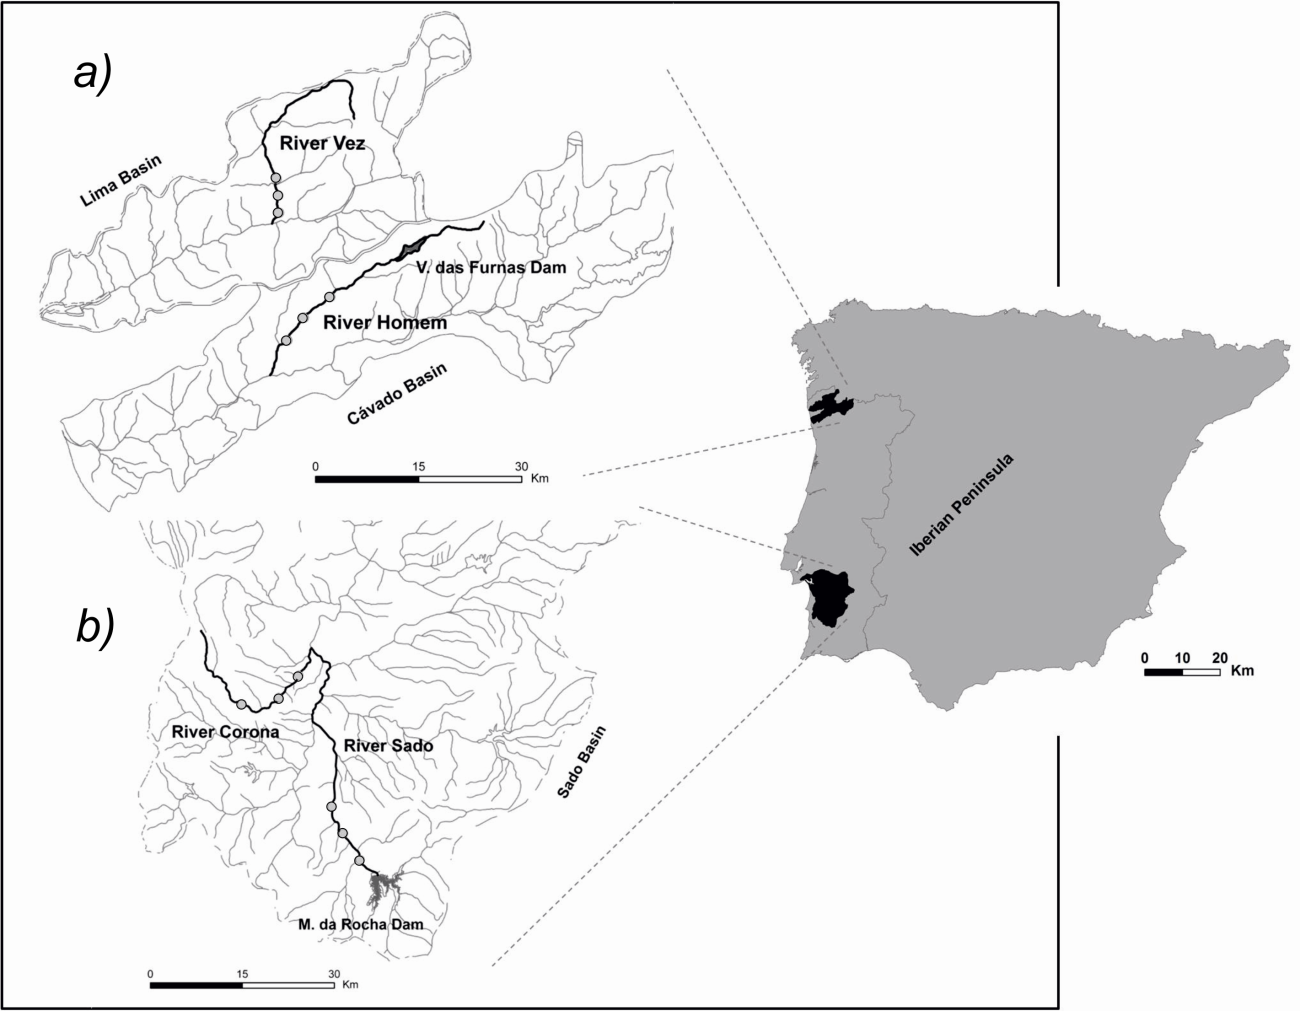 a)
River Vez
Lima Basin
V. das Furnas Dam
River Homem
Cávado Basin
0 15 30
Km
Iberian Peninsula
b)
River Corona
River Sado
Sado Basin
0 10 20
Km
M. da Rocha Dam
0 15 30
Km